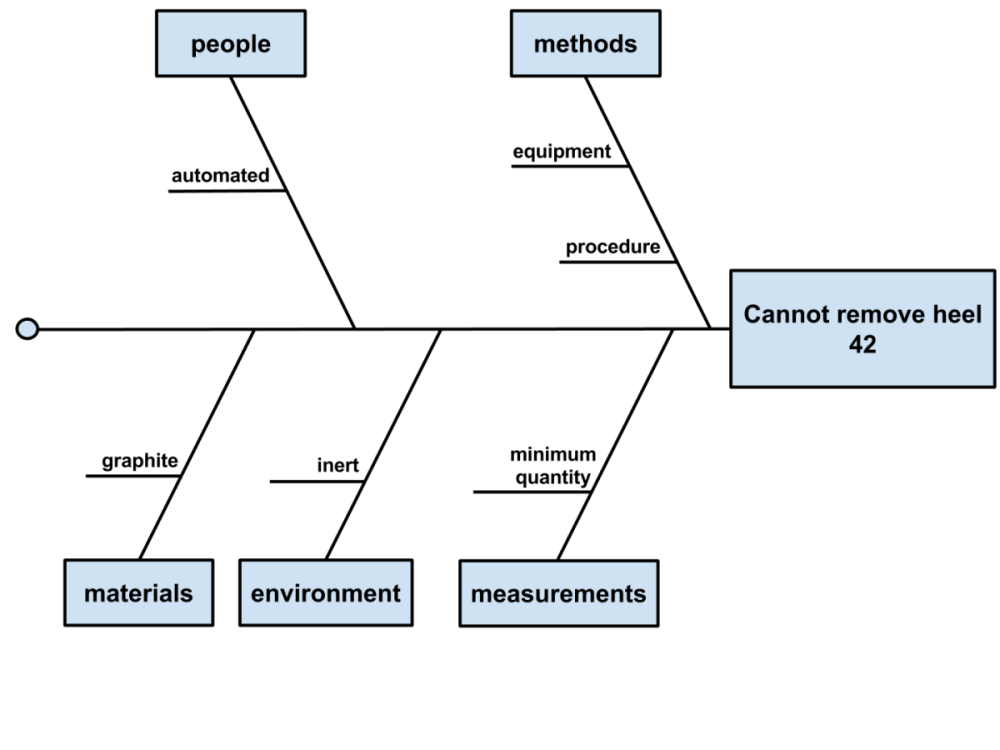 people
methods
equipment
automated
procedure
Cannot remove heel
42
minimum
quantity
graphite
inert
materials
environment
measurements